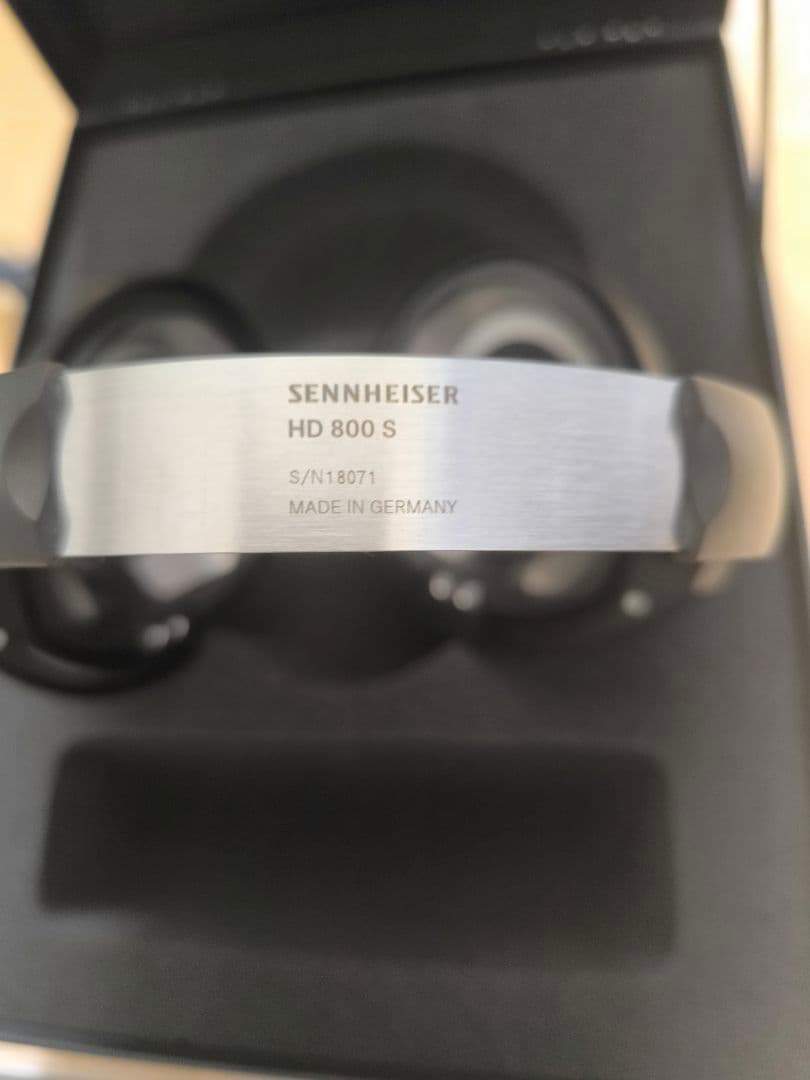 SENNHEISER
HD 800 S
S/N18071
MADE IN GERMANY